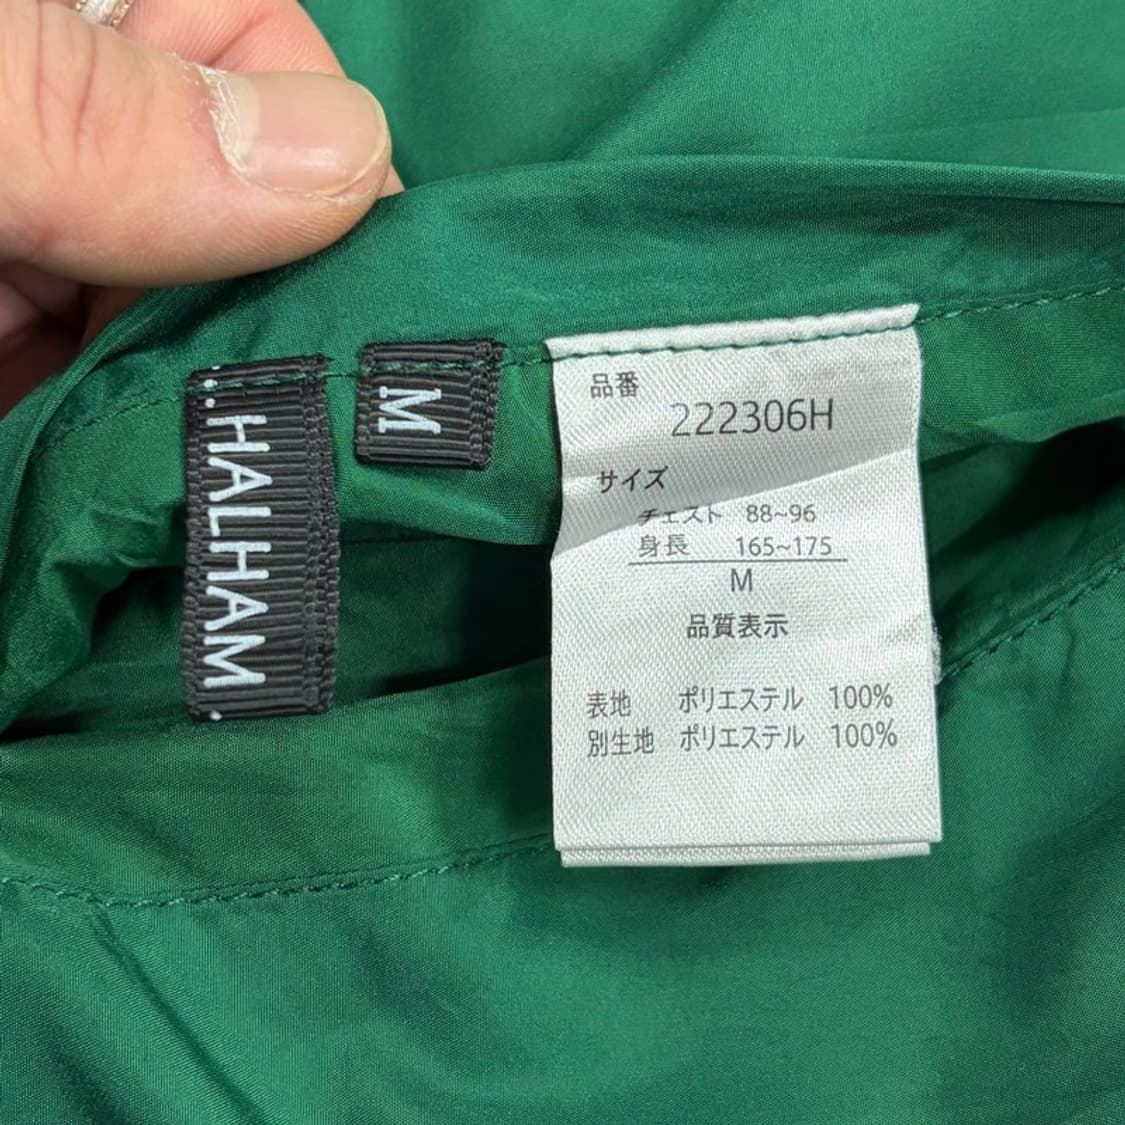 .HALHAM.
M
品番
222306H
サイズ
チェスト 88~96
身長 165~175
M
品質表示
表地 ポリエステル 100%
別生地 ポリエステル 100%